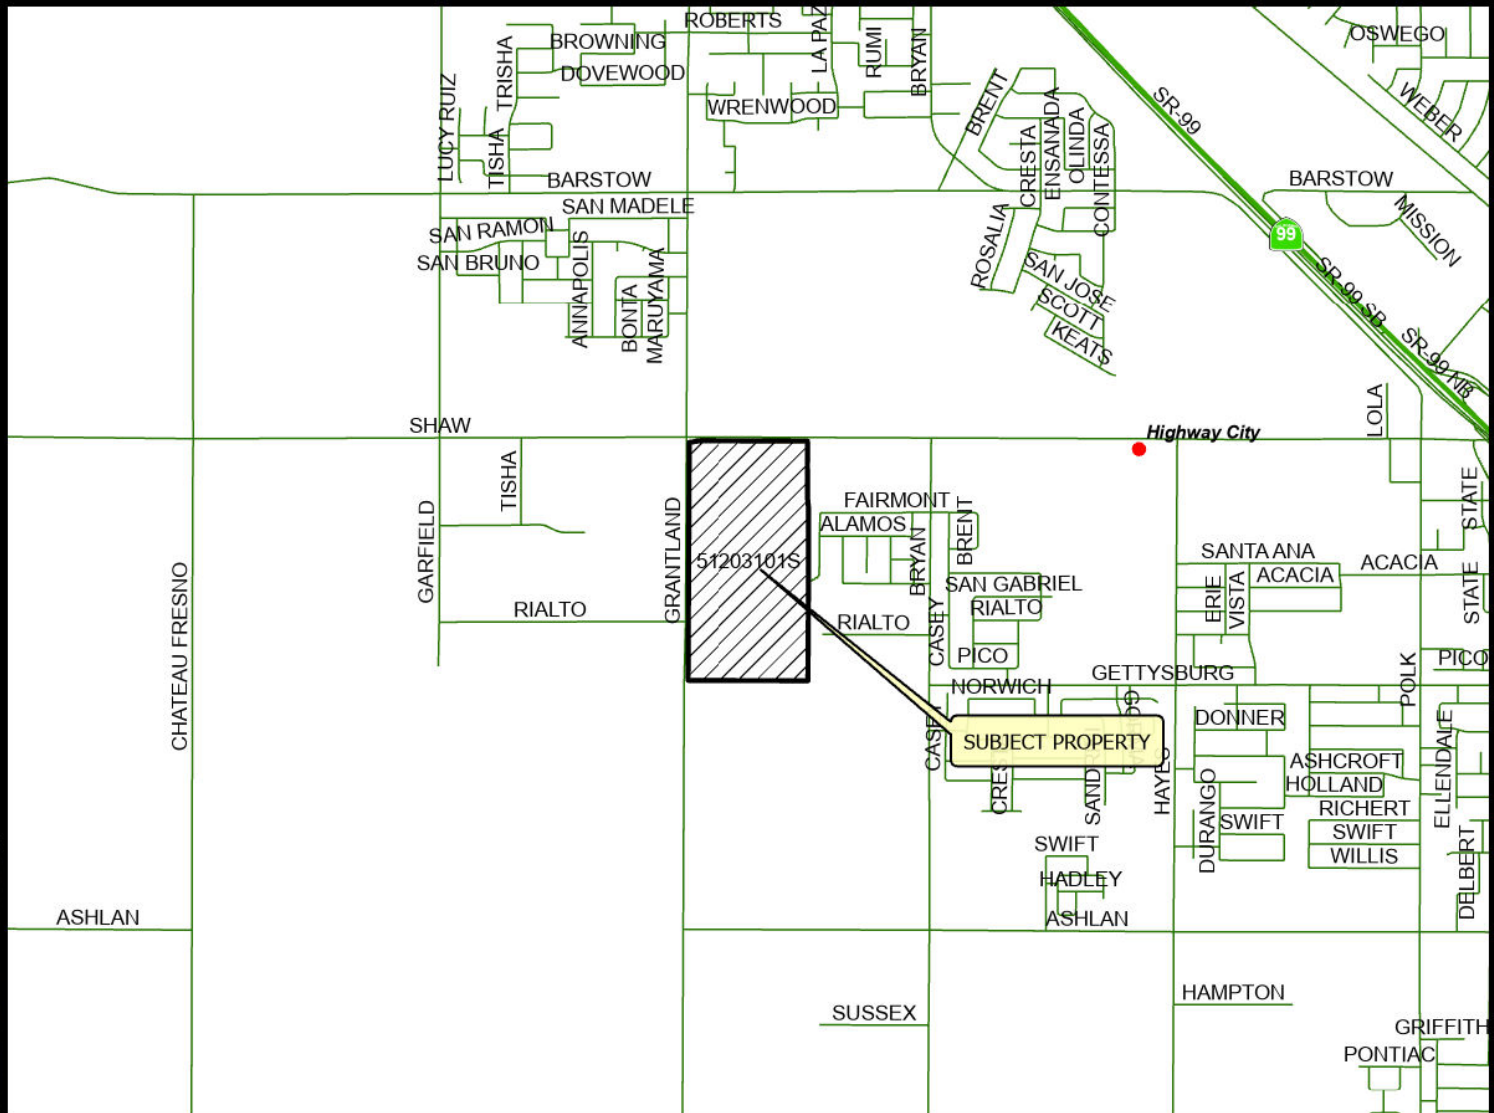 ROBERTS
LA PAZ
RUMI
BRYAN
BROWNING
DOVEWOOD
TRISHA
LUCY RUIZ
TISHA
WRENWOOD
BRENT
OSWEGO
WEBER
SR-99
CRESTA
ENSANADA
OLINDA
CONTESSA
BARSTOW
BARSTOW
MISSION
SAN MADELE
SAN RAMON
SAN BRUNO
ANNAPOLIS
BONTA
MARUYAMA
ROSALIA
SAN JOSE
SCOTT
KEATS
99
SR-99 SB
SR-99 NB
LOLA
SHAW
Highway City
TISHA
GARFIELD
GRANTLAND
CHATEAU FRESNO
51203101S
FAIRMONT
ALAMOS
BRYAN
BRENT
STATE
SANTA ANA
ACACIA
ACACIA
SAN GABRIEL
RIALTO
RIALTO
RIALTO
ERIE
VISTA
STATE
CASEY
PICO
PICO
GETTYSBURG
POLK
NORWICH
CASEY
SUBJECT PROPERTY
DONNER
HAYES
ASHCROFT
HOLLAND
ELLENDALE
CRES
SANDR
DURANGO
RICHERT
SWIFT
SWIFT
WILLIS
SWIFT
HADLEY
DELBERT
ASHLAN
ASHLAN
HAMPTON
SUSSEX
GRIFFITH
PONTIAC